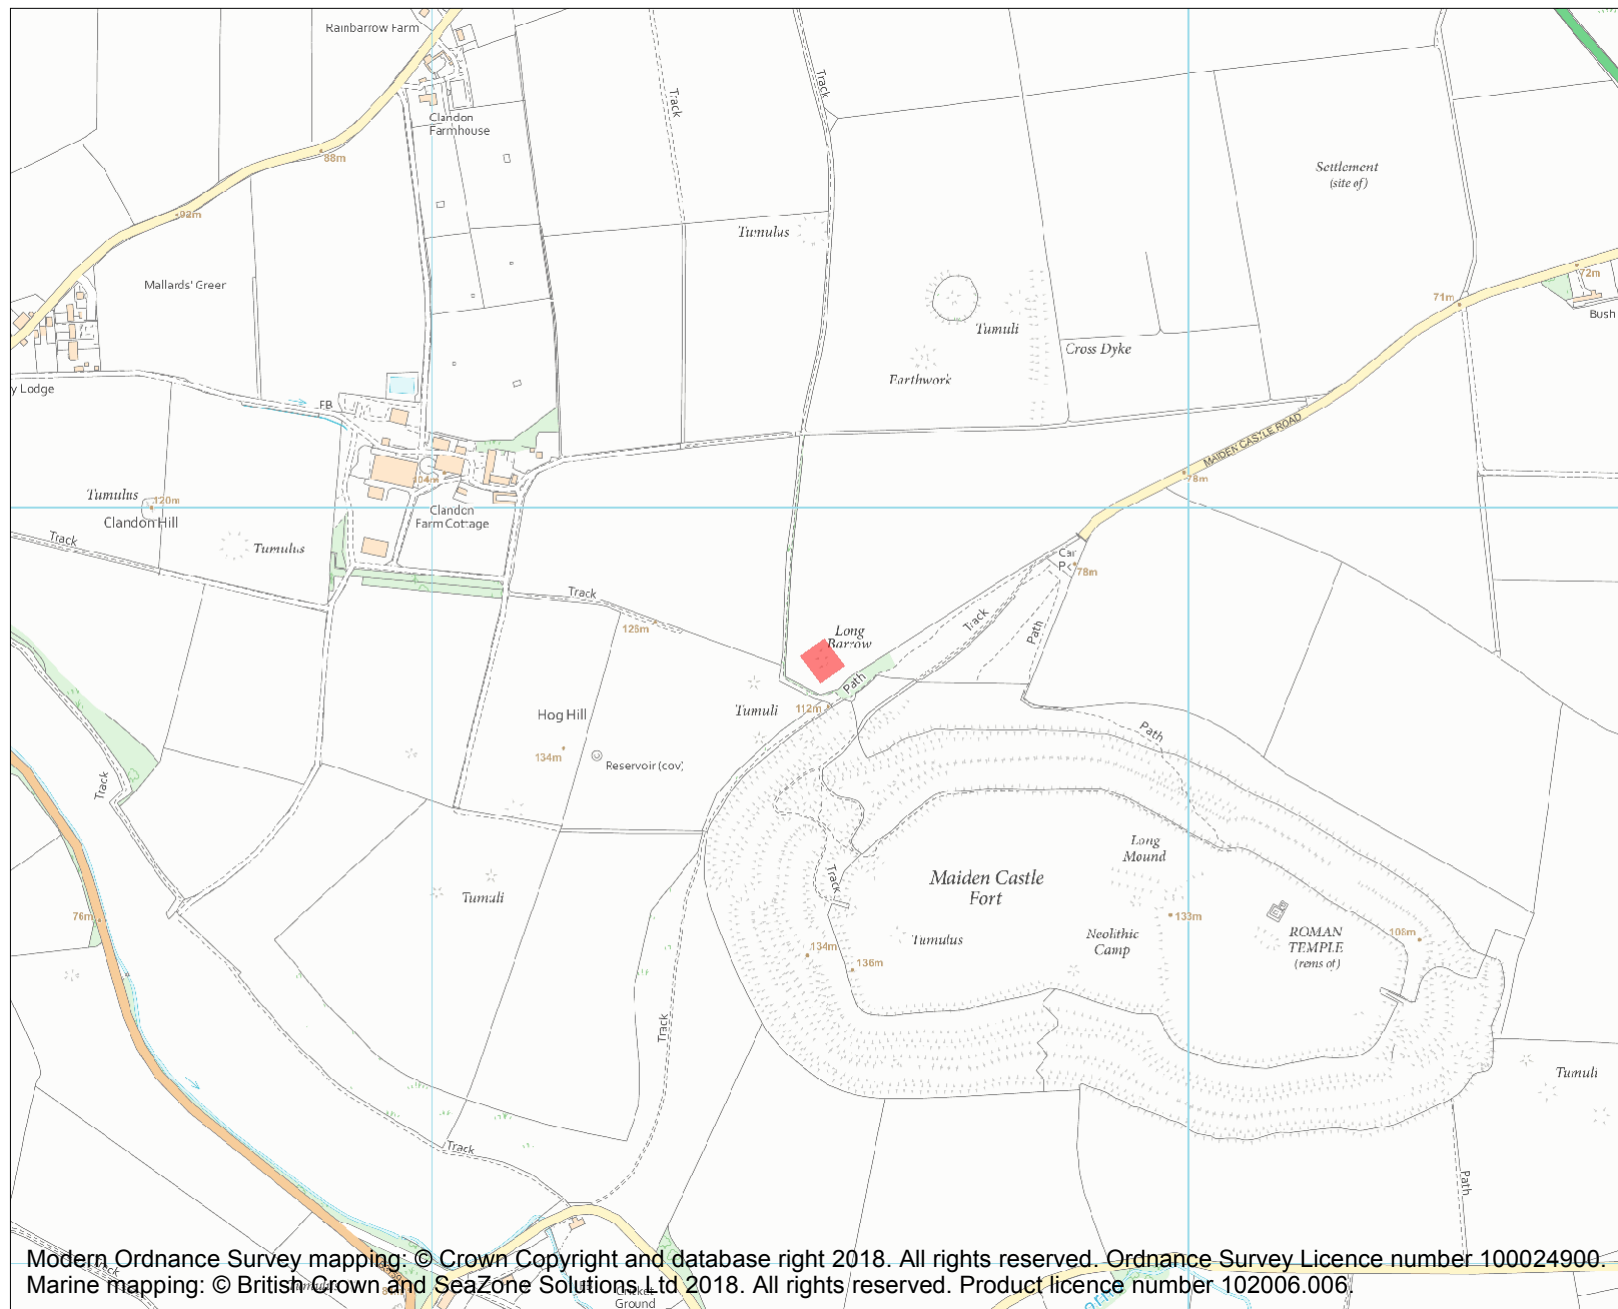 Rainbarrow Farm
Track
Track
Clandon
Farmhouse
88m
Settlement
(site of)
92m
Tumulus
72m
Mallards' Green
71m
Bush
Tumuli
Cross Dyke
Earthwork
y Lodge
FB
MAIDEN CASTLE ROAD
104m
78m
Tumulus
120m
Clandon Hill
Clandon
Farm Cottage
Track
Tumulus
Car
Pk
78m
Track
126m
Long
Barrow
Track
Path
Path
Tumuli
112m
Hog Hill
134m
Reservoir (cov)
Path
Track
Long
Mound
Track
Maiden Castle
Fort
Tumuli
76m
133m
Tumulus
134m
136m
Neolithic
Camp
ROMAN
TEMPLE
(rems of)
108m
Track
Tumuli
Track
Path
Modern Ordnance Survey mapping: © Crown Copyright and database right 2018. All rights reserved. Ordnance Survey Licence number 100024900.
Marine mapping: © British Crown and SeaZone Solutions Ltd 2018. All rights reserved. Product licence number 102006.006.
Cricket
Ground